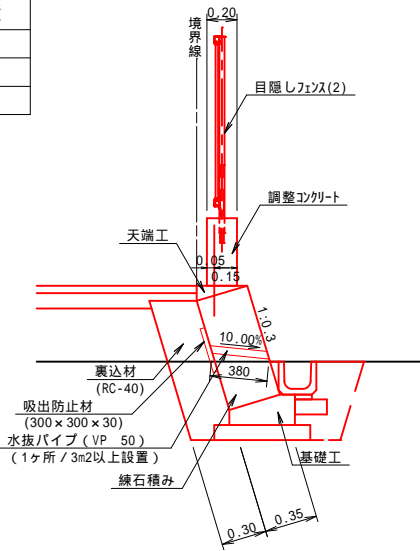 0.20
境界線
目隠しフェンス(2)
調整コンクリート
天端工
0.05
0.15
1:0.3
10.00%
380
裏込材
(RC-40)
吸出防止材
(300×300×30)
水抜パイプ(VP 50)
(1ヶ所/3m2以上設置)
練石積み
基礎工
0.30
0.35